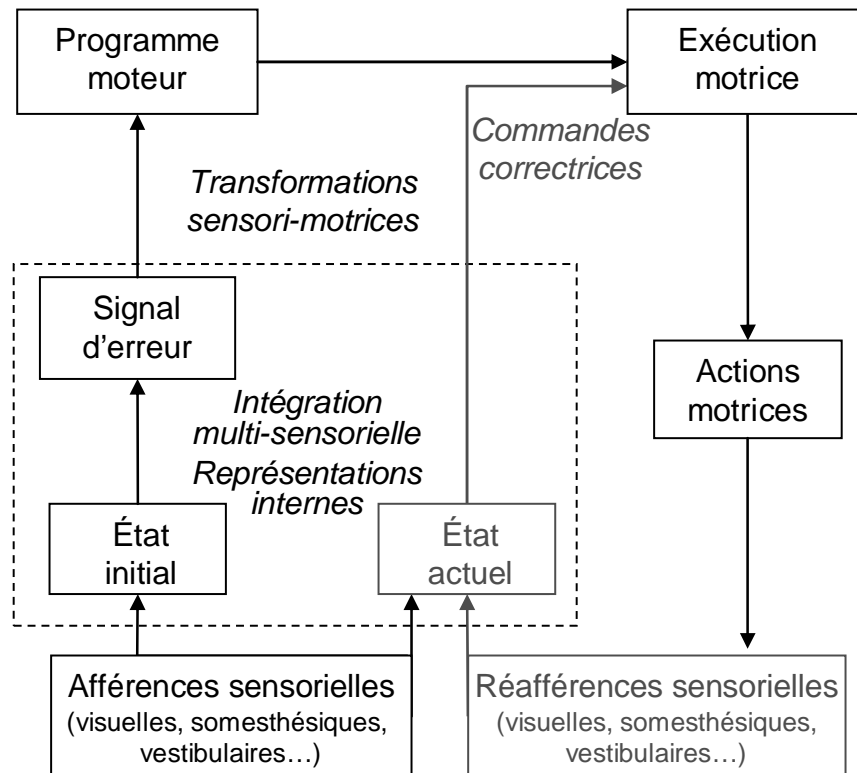 Programme
moteur
Exécution
motrice
Commandes
correctrices
Transformations
sensori-motrices
Signal
d’erreur
Actions
motrices
Intégration
multi-sensorielle
Représentations
internes
État
initial
État
actuel
Afférences sensorielles
(visuelles, somesthésiques,
vestibulaires…)
Réafférences sensorielles
(visuelles, somesthésiques,
vestibulaires…)